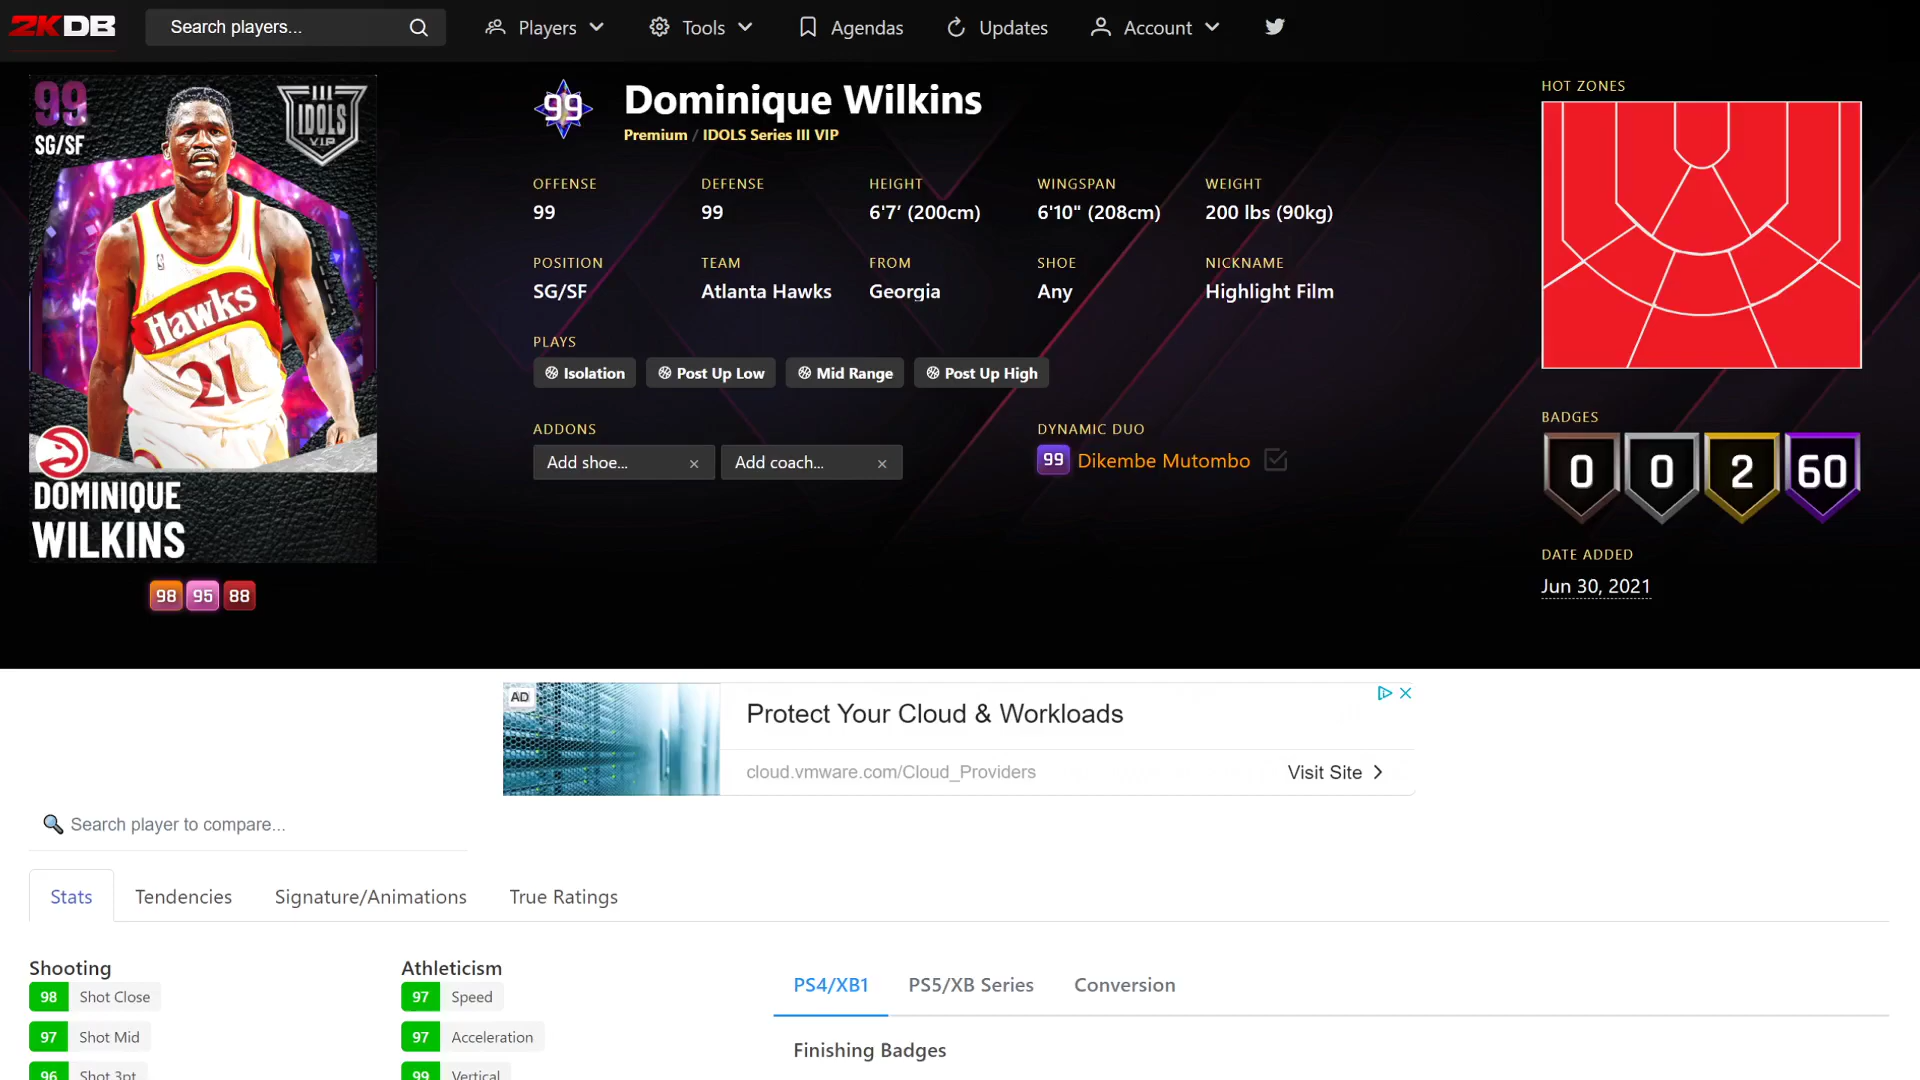 2KDB
Search players...
Players
Tools
Agendas
Updates
Account
99
SG/SF
III
IDOLS
VIP
Hawks
21
DOMINIQUE
WILKINS
98 95 88
99
Dominique Wilkins
Premium / IDOLS Series III VIP
OFFENSE
99
DEFENSE
99
HEIGHT
6'7' (200cm)
WINGSPAN
6'10" (208cm)
WEIGHT
200 lbs (90kg)
POSITION
SG/SF
TEAM
Atlanta Hawks
FROM
Georgia
SHOE
Any
NICKNAME
Highlight Film
PLAYS
Isolation
Post Up Low
Mid Range
Post Up High
ADDONS
Add shoe... ×
Add coach... ×
DYNAMIC DUO
99 Dikembe Mutombo
HOT ZONES
BADGES
0 0 2 60
DATE ADDED
Jun 30, 2021
AD
Protect Your Cloud & Workloads
cloud.vmware.com/Cloud_Providers
Visit Site
Search player to compare...
Stats
Tendencies
Signature/Animations
True Ratings
Shooting
98 Shot Close
97 Shot Mid
96 Shot 3pt
Athleticism
97 Speed
97 Acceleration
99 Vertical
PS4/XB1
PS5/XB Series
Conversion
Finishing Badges